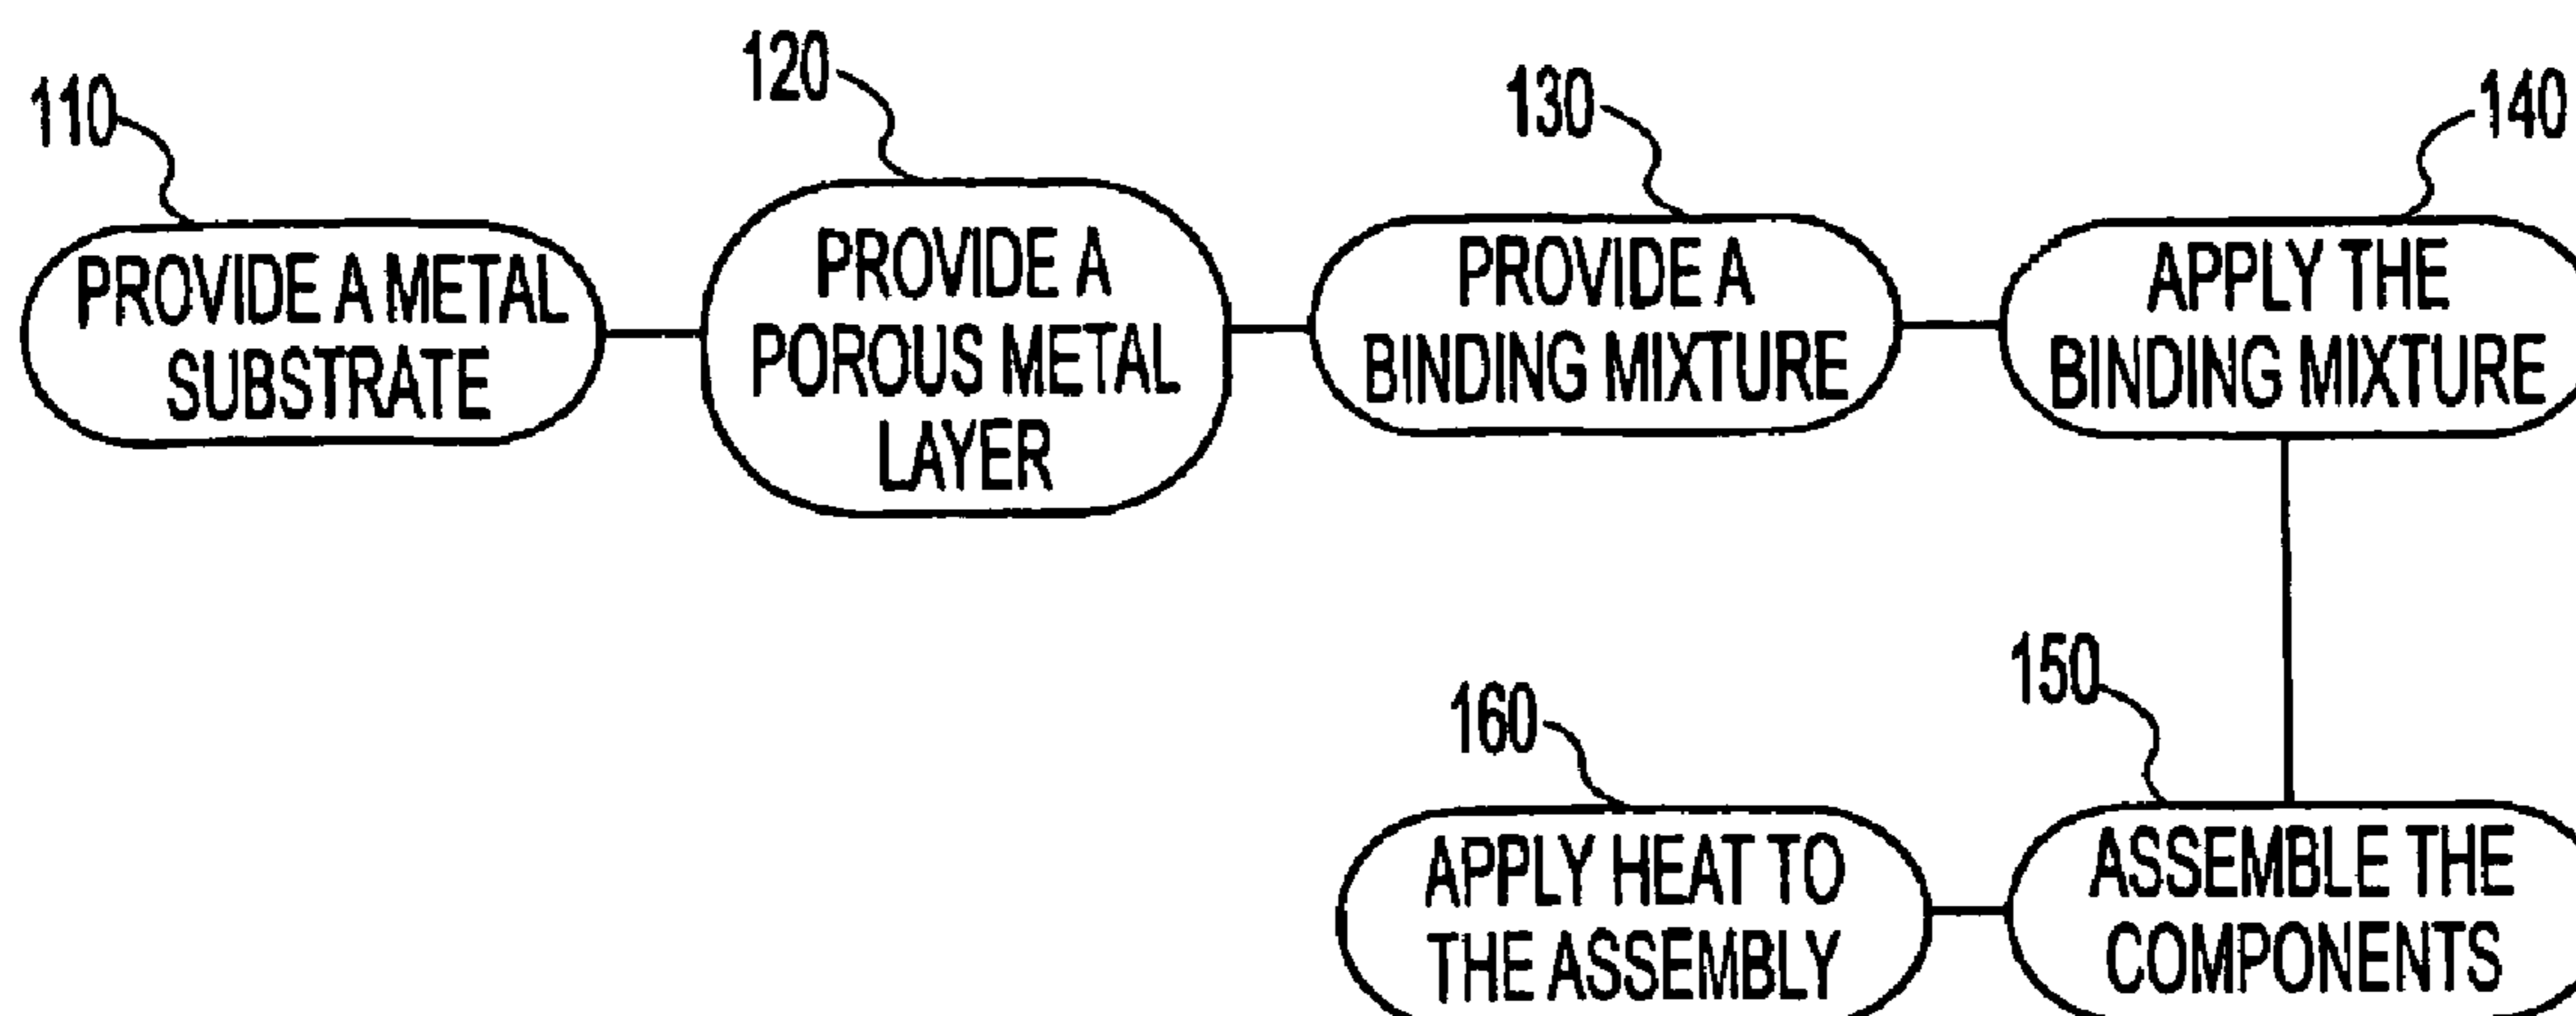 110
PROVIDE A METAL
SUBSTRATE
120
PROVIDE A
POROUS METAL
LAYER
130
PROVIDE A
BINDING MIXTURE
140
APPLY THE
BINDING MIXTURE
150
ASSEMBLE THE
COMPONENTS
160
APPLY HEAT TO
THE ASSEMBLY